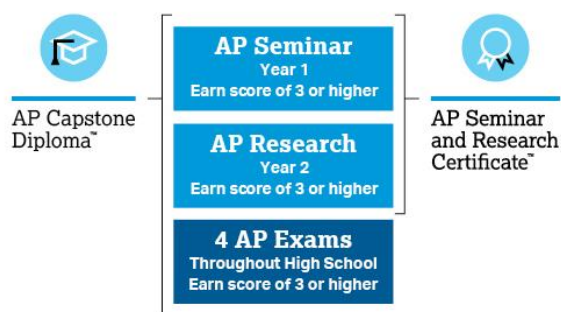 AP Capstone
Diploma™
AP Seminar
Year 1
Earn score of 3 or higher
AP Research
Year 2
Earn score of 3 or higher
4 AP Exams
Throughout High School
Earn score of 3 or higher
AP Seminar
and Research
Certificate™